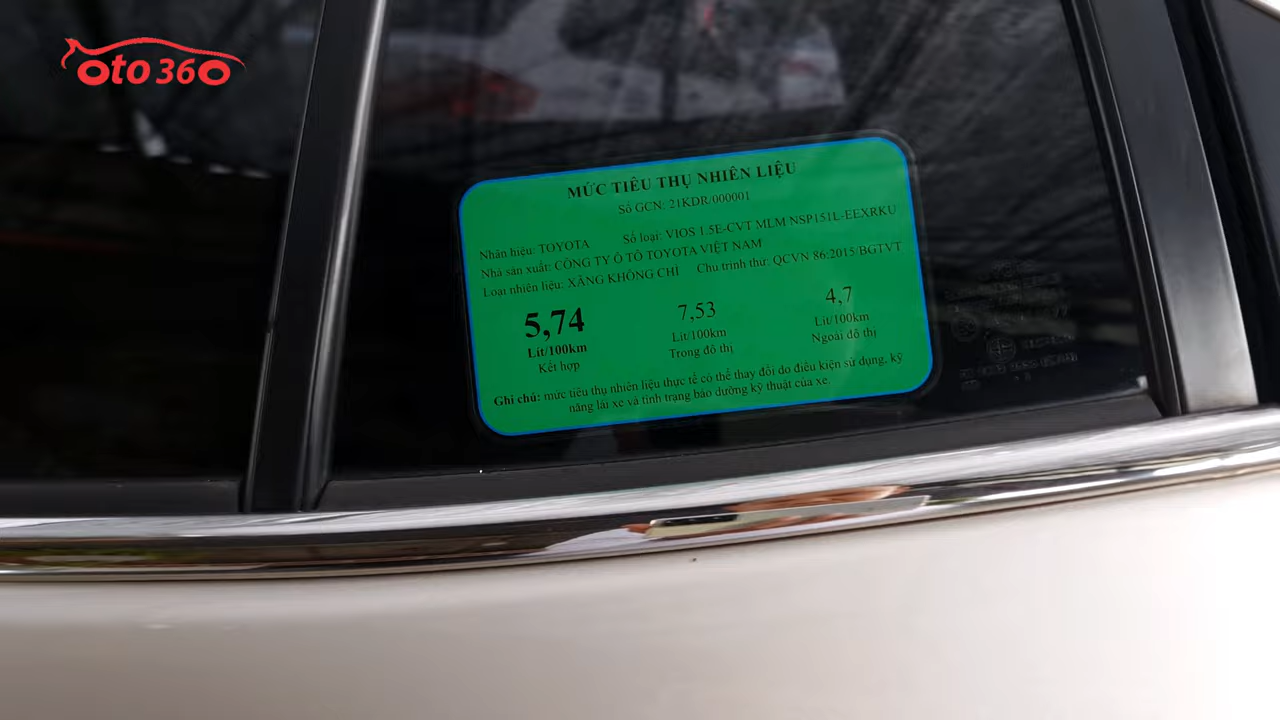 oto 360
MỨC TIÊU THỤ NHIÊN LIỆU
Số GCN: 21KDR/000001
Nhãn hiệu: TOYOTA Số loại: VIOS 1.5E-CVT MLM NSP151L-EEXRKU
Nhà sản xuất: CÔNG TY Ô TÔ TOYOTA VIỆT NAM
Loại nhiên liệu: XĂNG KHÔNG CHÌ Chu trình thử: QCVN 86:2015/BGTVT
5,74 7,53 4,7
Lít/100km Lít/100km Lít/100km
Kết hợp Trong đô thị Ngoài đô thị
Ghi chú: mức tiêu thụ nhiên liệu thực tế có thể thay đổi do điều kiện sử dụng, kỹ
năng lái xe và tình trạng bảo dưỡng kỹ thuật của xe.